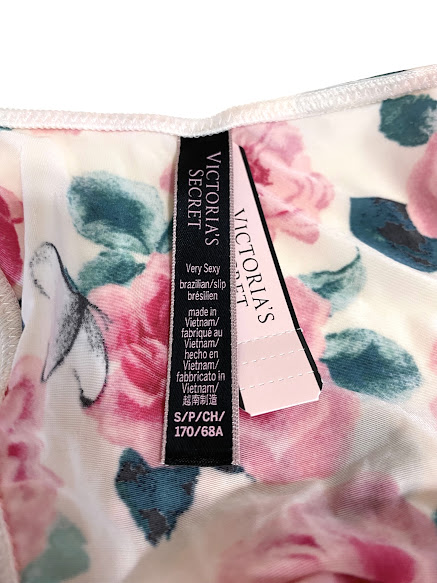 VICTORIA'S
SECRET
Very Sexy
brazilian/slip
brésilien
made in
Vietnam/
fabriqué au
Vietnam/
hecho en
Vietnam/
fabbricato in
Vietnam/
越南制造
S/P/CH/
170/68A
VICTORIA'S
SECRET